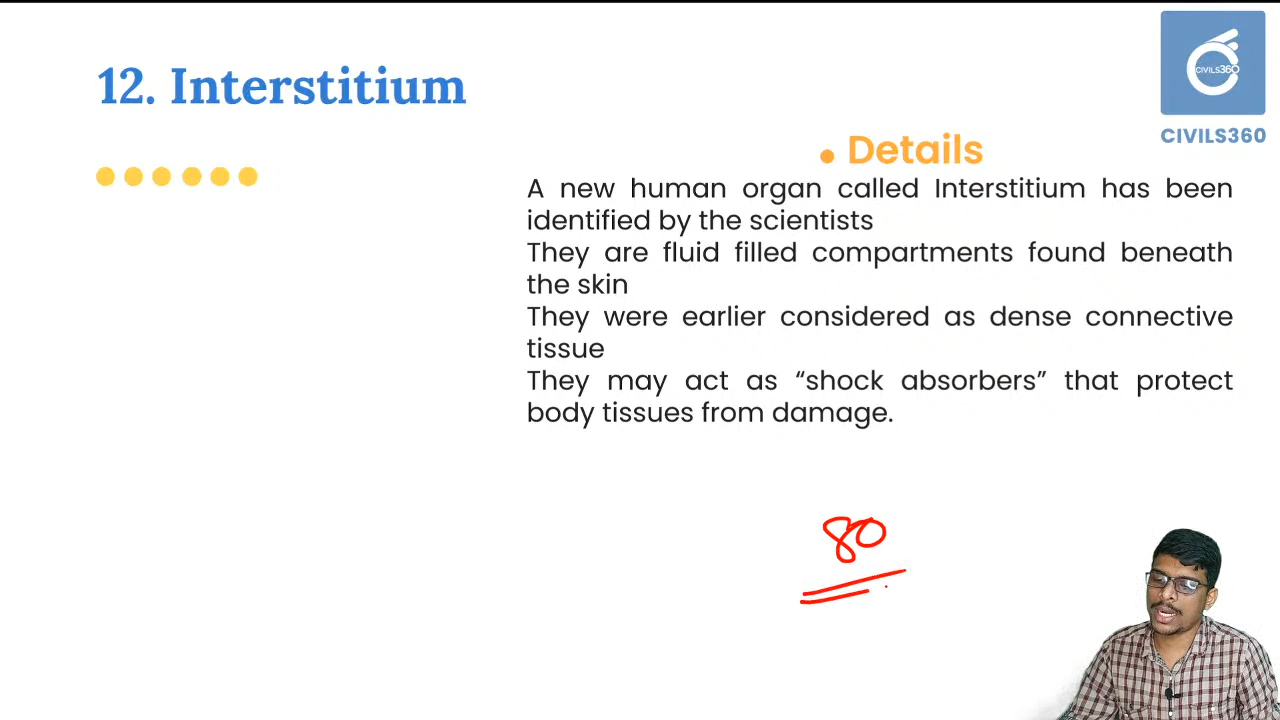 12. Interstitium
CIVILS360
CIVILS360
• Details
A new human organ called Interstitium has been
identified by the scientists
They are fluid filled compartments found beneath
the skin
They were earlier considered as dense connective
tissue
They may act as “shock absorbers” that protect
body tissues from damage.
80